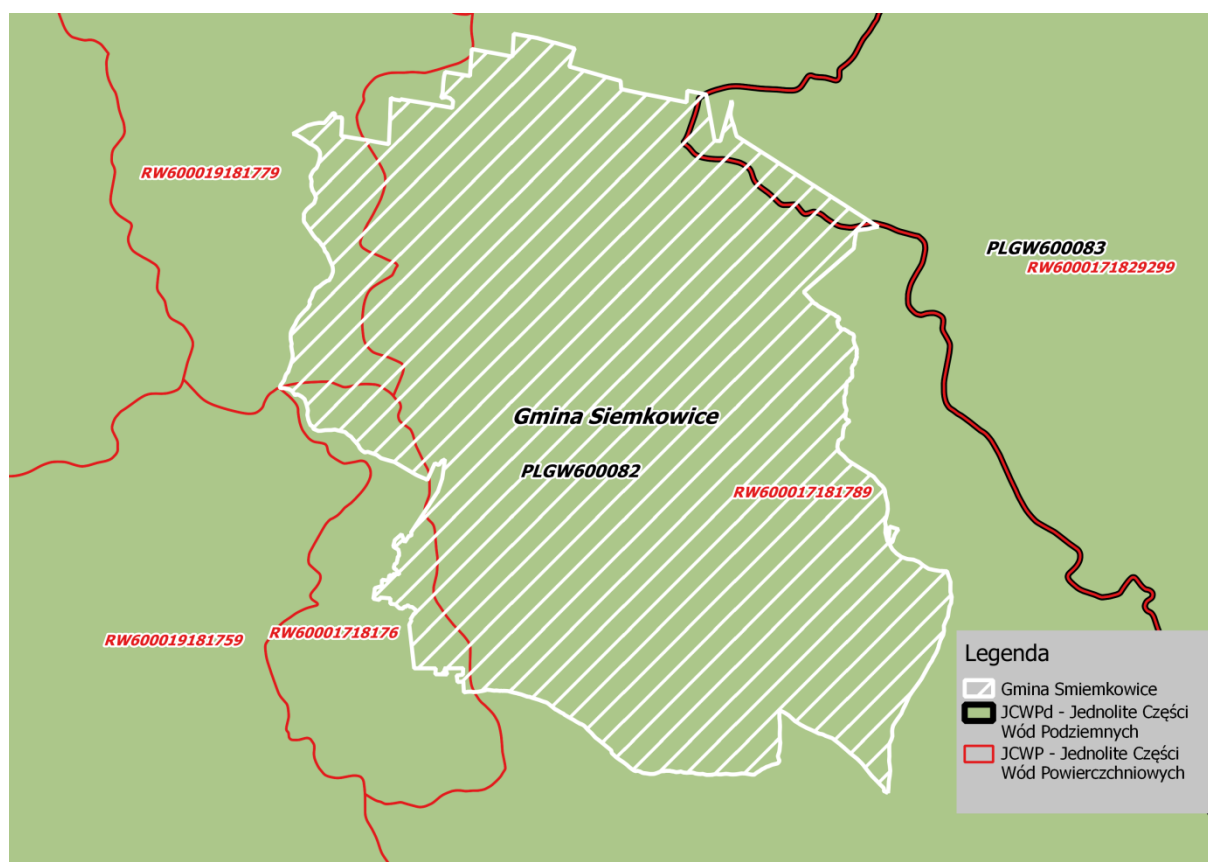 RW600019181779
PLGW600083
RW6000171829299
Gmina Siemkowice
PLGW600082
RW600017181789
RW600019181759
RW60001718176
Legenda
Gmina Smiemkowice
JCWPd - Jednolite Części
Wód Podziemnych
JCWP - Jednolite Części
Wód Powierczchniowych